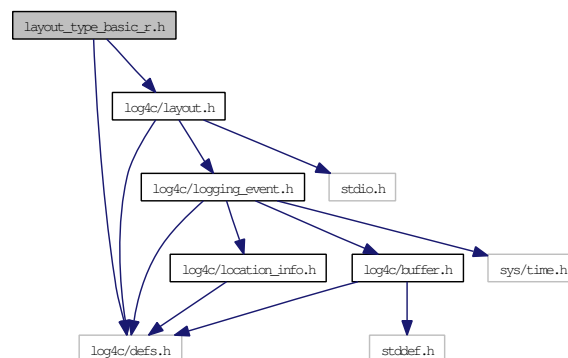 layout_type_basic_r.h
log4c/layout.h
log4c/logging_event.h
stdio.h
log4c/location_info.h
log4c/buffer.h
sys/time.h
log4c/defs.h
stddef.h